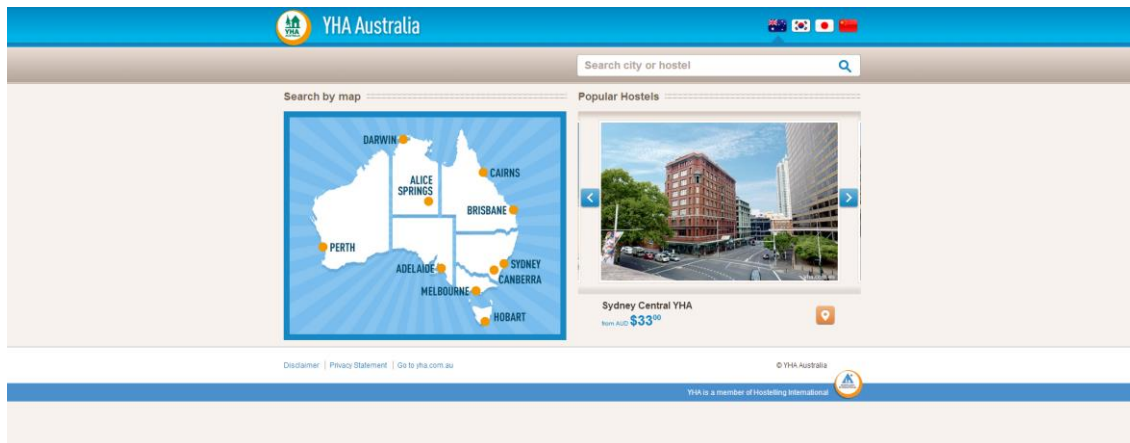 YHA
YHA Australia
Search city or hostel
Search by map
Popular Hostels
DARWIN
CAIRNS
ALICE
SPRINGS
BRISBANE
PERTH
ADELAIDE
SYDNEY
CANBERRA
MELBOURNE
HOBART
Sydney Central YHA
from AUD $33⁰⁰
Disclaimer | Privacy Statement | Go to yha.com.au
© YHA Australia
YHA is a member of Hostelling International